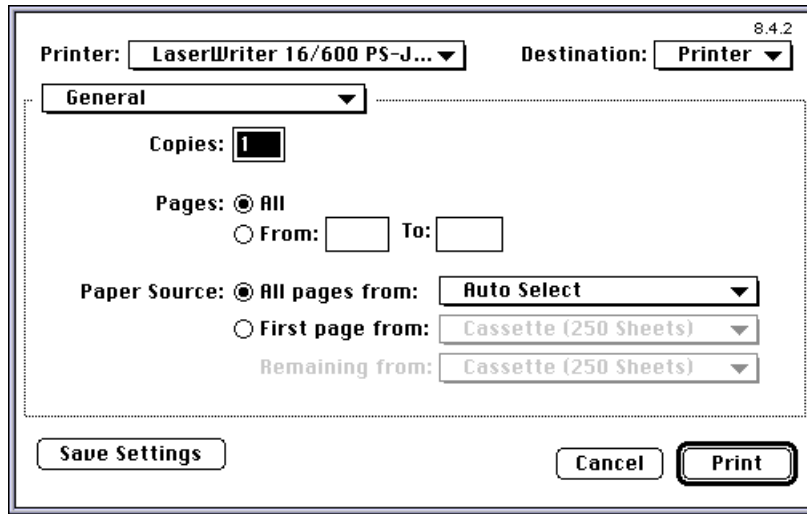 8.4.2
Printer: LaserWriter 16/600 PS-J... Destination: Printer
General
Copies: 1
Pages: All
From: To:
Paper Source: All pages from: Auto Select
First page from: Cassette (250 Sheets)
Remaining from: Cassette (250 Sheets)
Save Settings Cancel Print